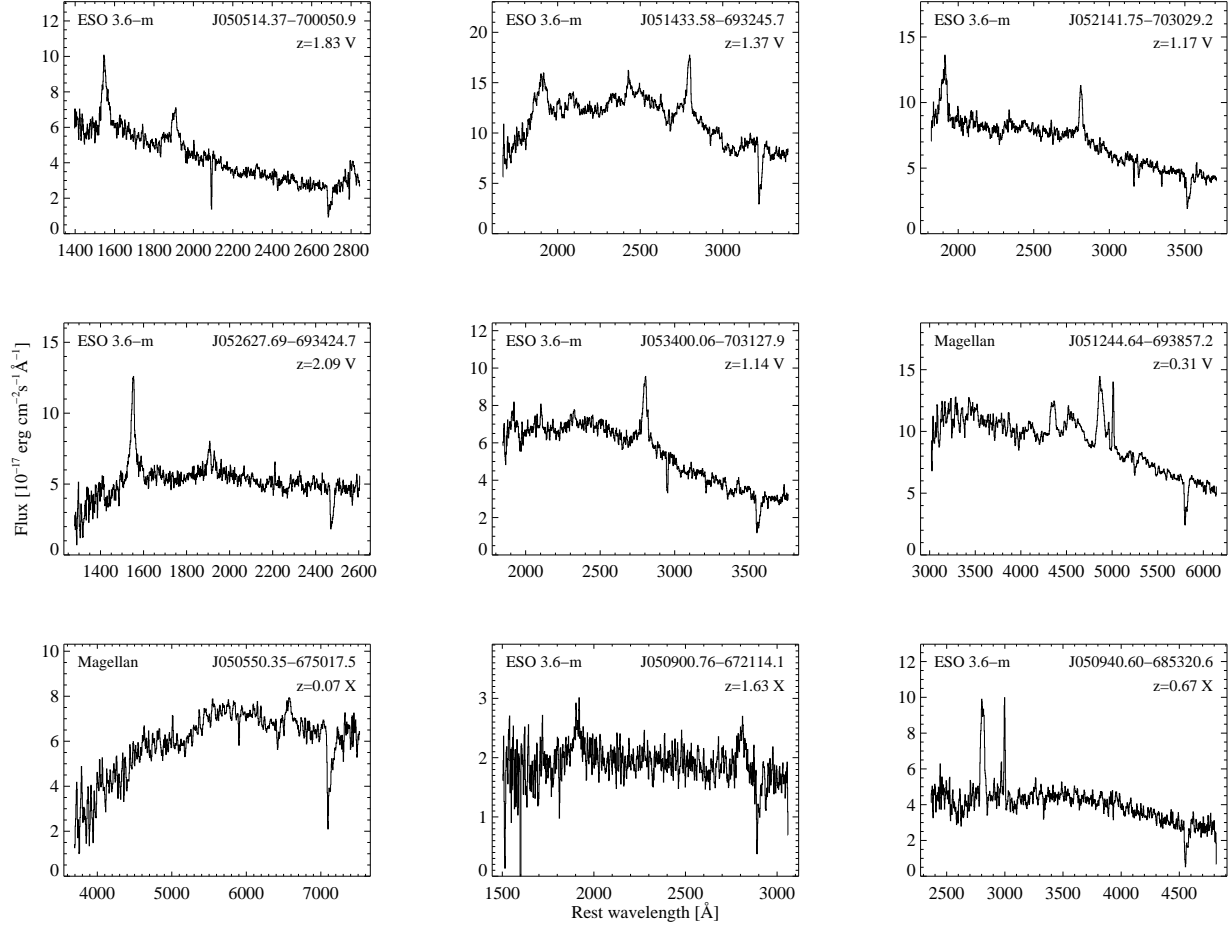 ESO 3.6−m J050514.37−700050.9
z=1.83 V
12
10
8
6
4
2
0
1400 1600 1800 2000 2200 2400 2600 2800
ESO 3.6−m J051433.58−693245.7
z=1.37 V
20
15
10
5
0
2000 2500 3000
ESO 3.6−m J052141.75−703029.2
z=1.17 V
15
10
5
0
2000 2500 3000 3500
Flux [10−17 erg cm−2s−1Å−1]
ESO 3.6−m J052627.69−693424.7
z=2.09 V
15
10
5
0
1400 1600 1800 2000 2200 2400 2600
ESO 3.6−m J053400.06−703127.9
z=1.14 V
12
10
8
6
4
2
0
2000 2500 3000 3500
Magellan J051244.64−693857.2
z=0.31 V
15
10
5
0
3000 3500 4000 4500 5000 5500 6000
Magellan J050550.35−675017.5
z=0.07 X
10
8
6
4
2
0
4000 5000 6000 7000
ESO 3.6−m J050900.76−672114.1
z=1.63 X
3
2
1
0
1500 2000 2500 3000
Rest wavelength [Å]
ESO 3.6−m J050940.60−685320.6
z=0.67 X
12
10
8
6
4
2
0
2500 3000 3500 4000 4500